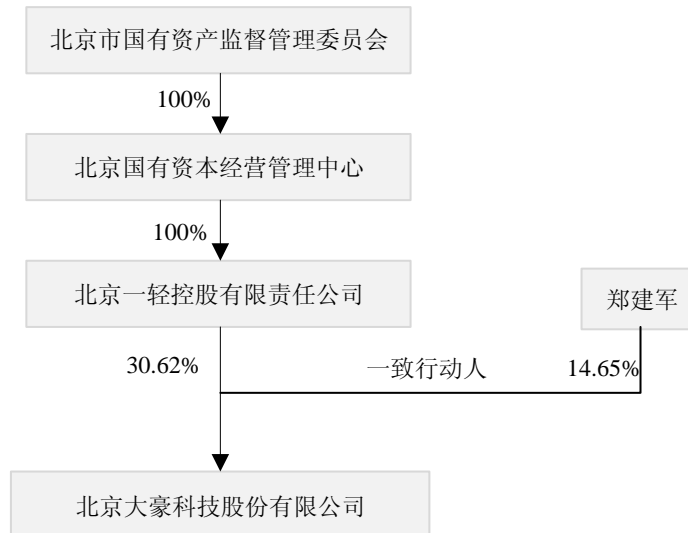 北京市国有资产监督管理委员会
100%
北京国有资本经营管理中心
100%
北京一轻控股有限责任公司
郑建军
30.62%
一致行动人
14.65%
北京大豪科技股份有限公司